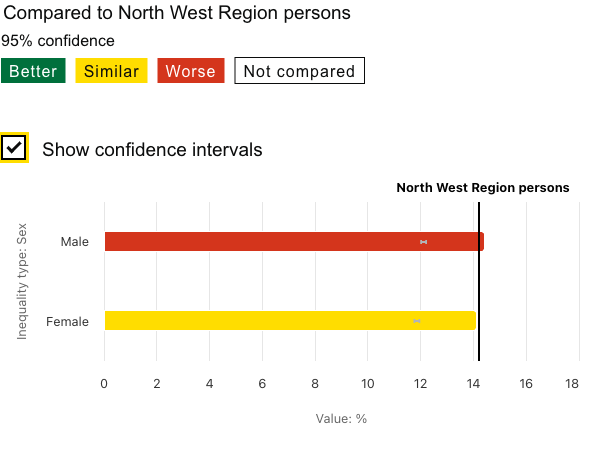 Compared to North West Region persons
95% confidence
Better Similar Worse Not compared
Show confidence intervals
North West Region persons
Inequality type: Sex
Male
Female
0 2 4 6 8 10 12 14 16 18
Value: %